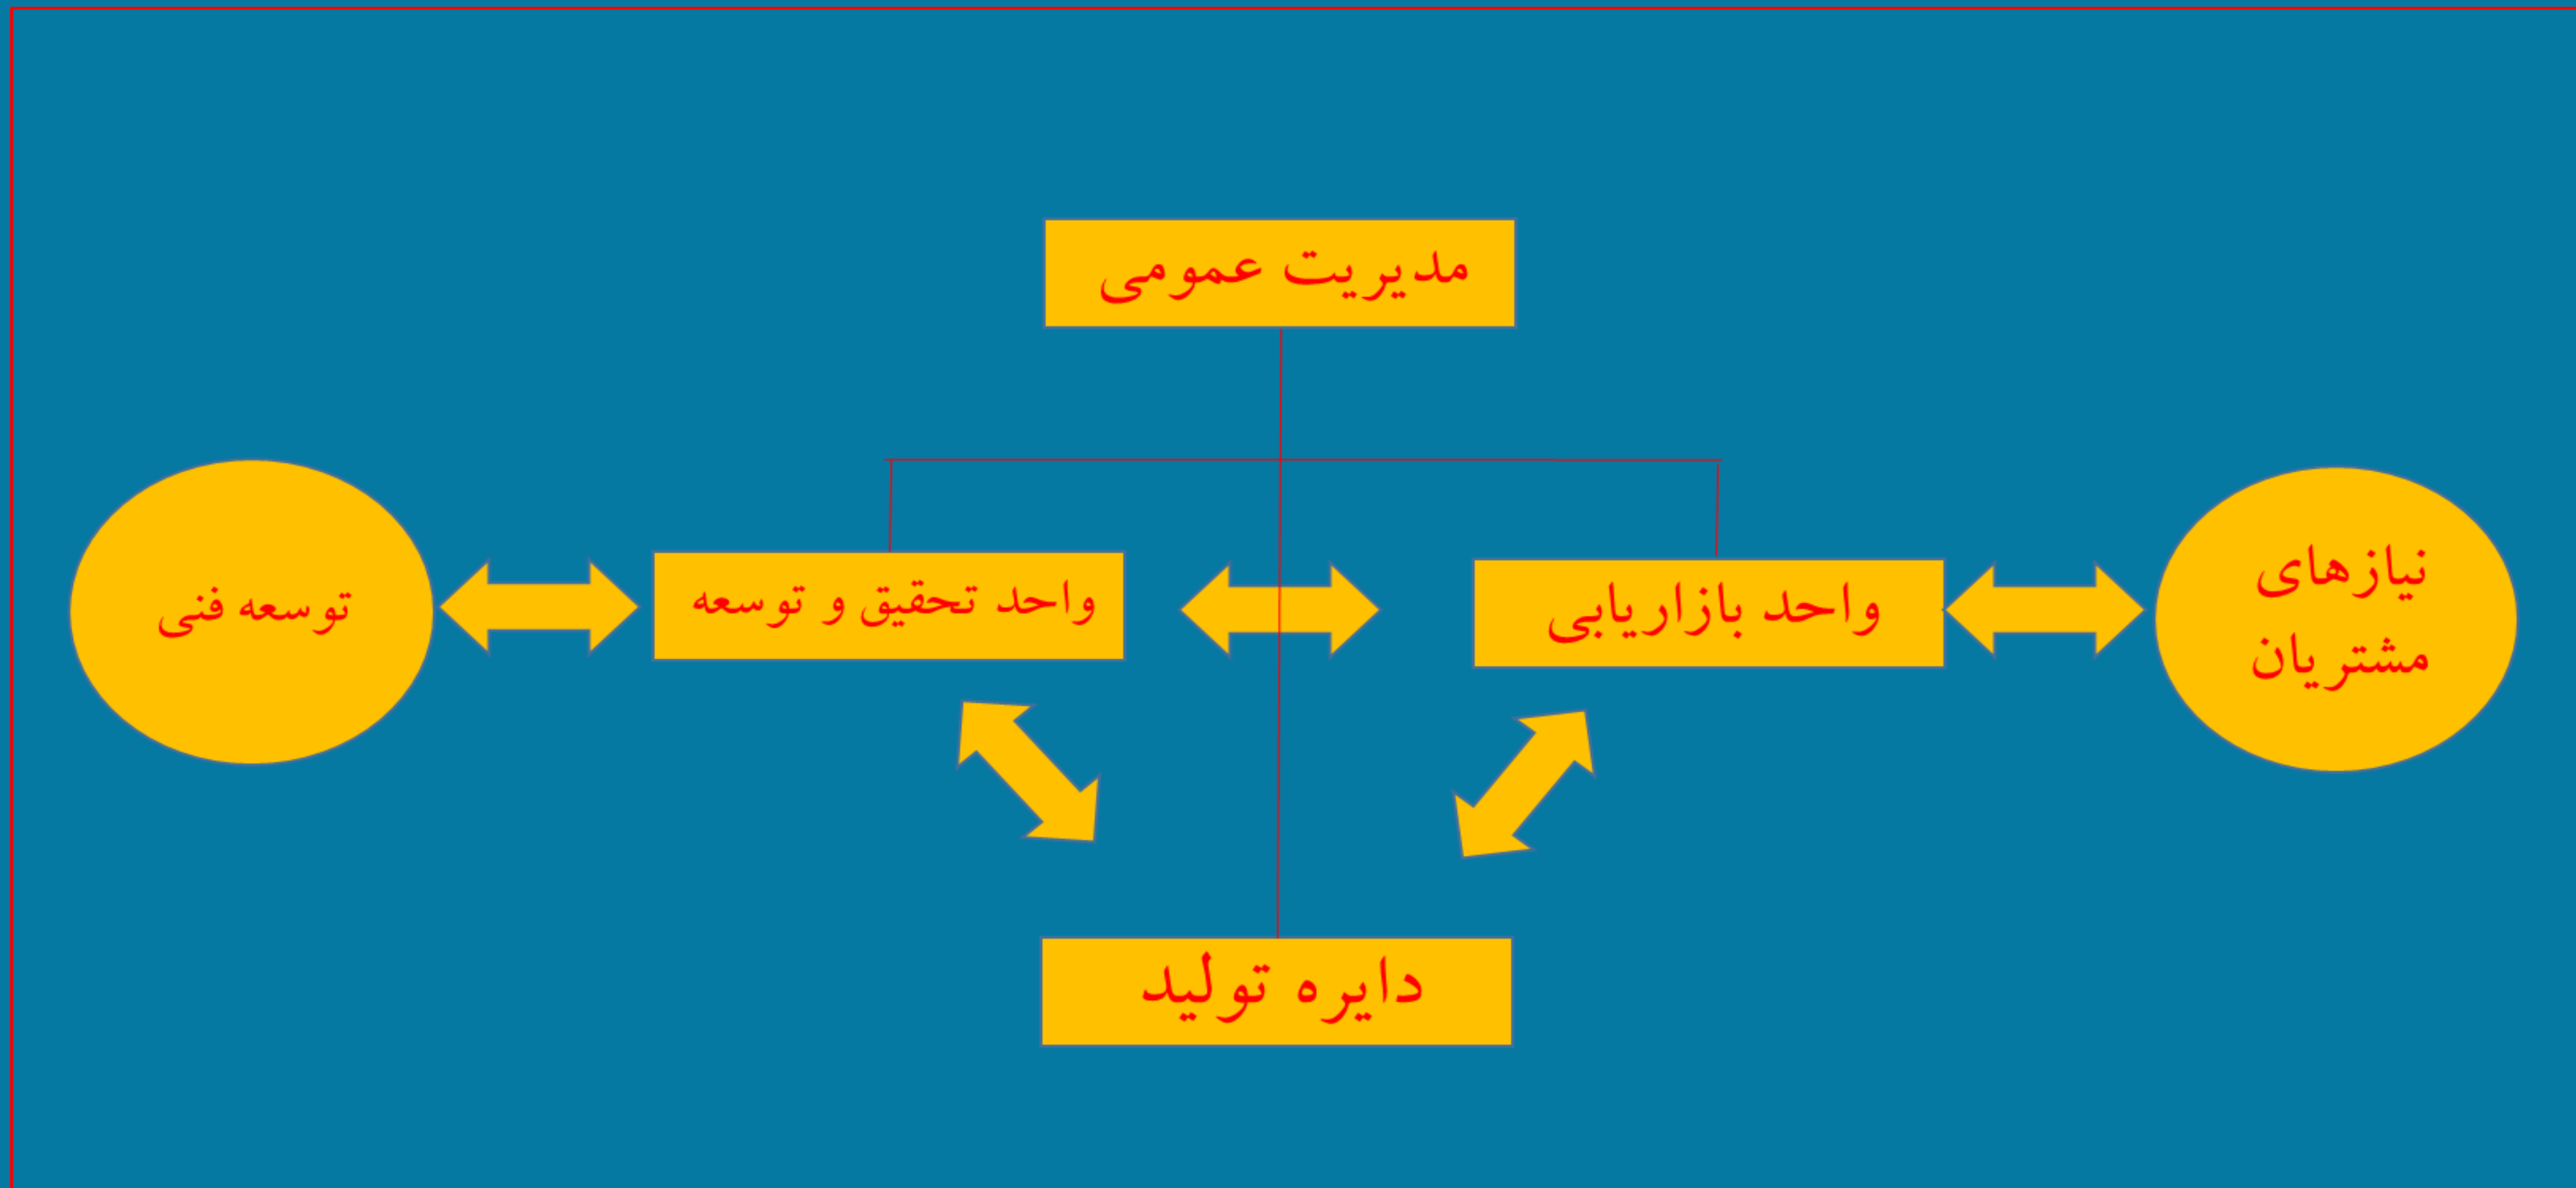 مدیریت عمومی
نیازهای
مشتریان
واحد بازاریابی
واحد تحقیق و توسعه
توسعه فنی
دایره تولید